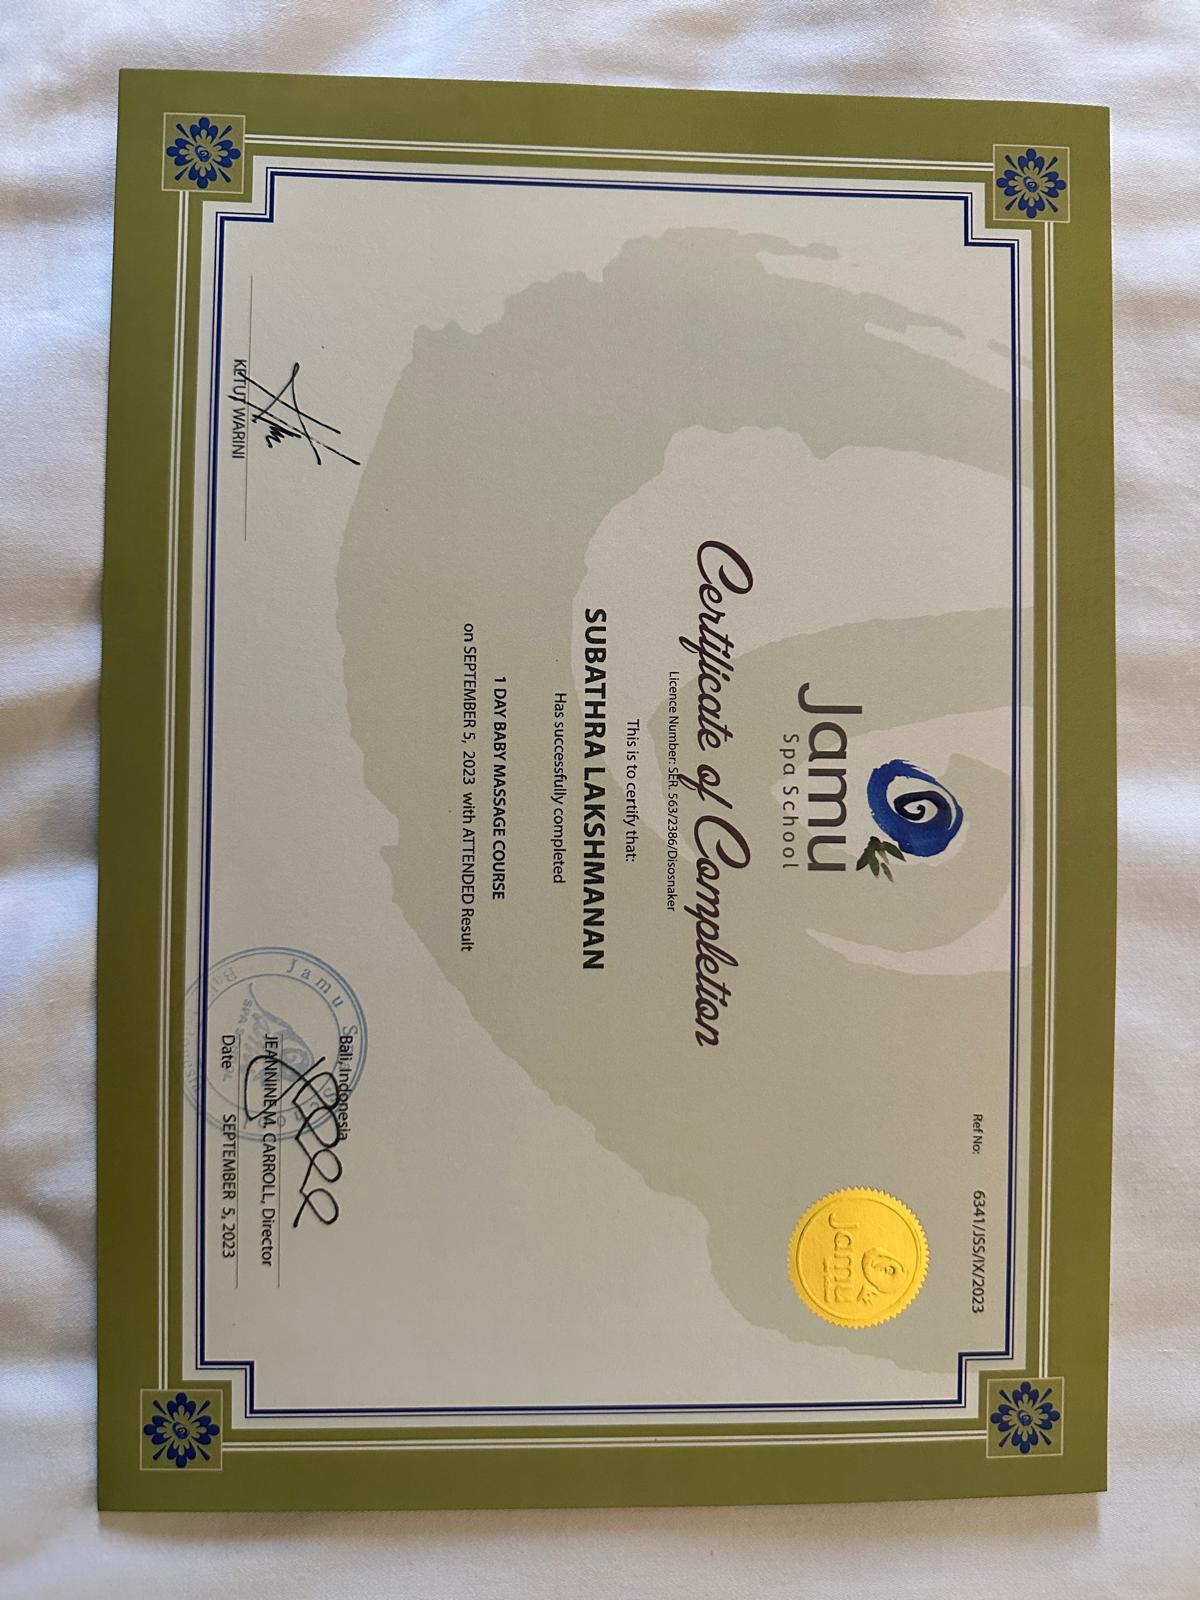 Ref No: 6341/JSS/IX/2023
Jamu
Spa School
Jamu
Certificate of Completion
Licence Number: SER. 563/2386/Disosnaker
This is to certify that:
SUBATHRA LAKSHMANAN
Has successfully completed
1 DAY BABY MASSAGE COURSE
on SEPTEMBER 5, 2023 with ATTENDED Result
KETUT WARINI
Jamu Spa School
SPA SCHOOL
Bali, Indonesia
Bali, Indonesia
JEANNINE M. CARROLL, Director
Date SEPTEMBER 5, 2023